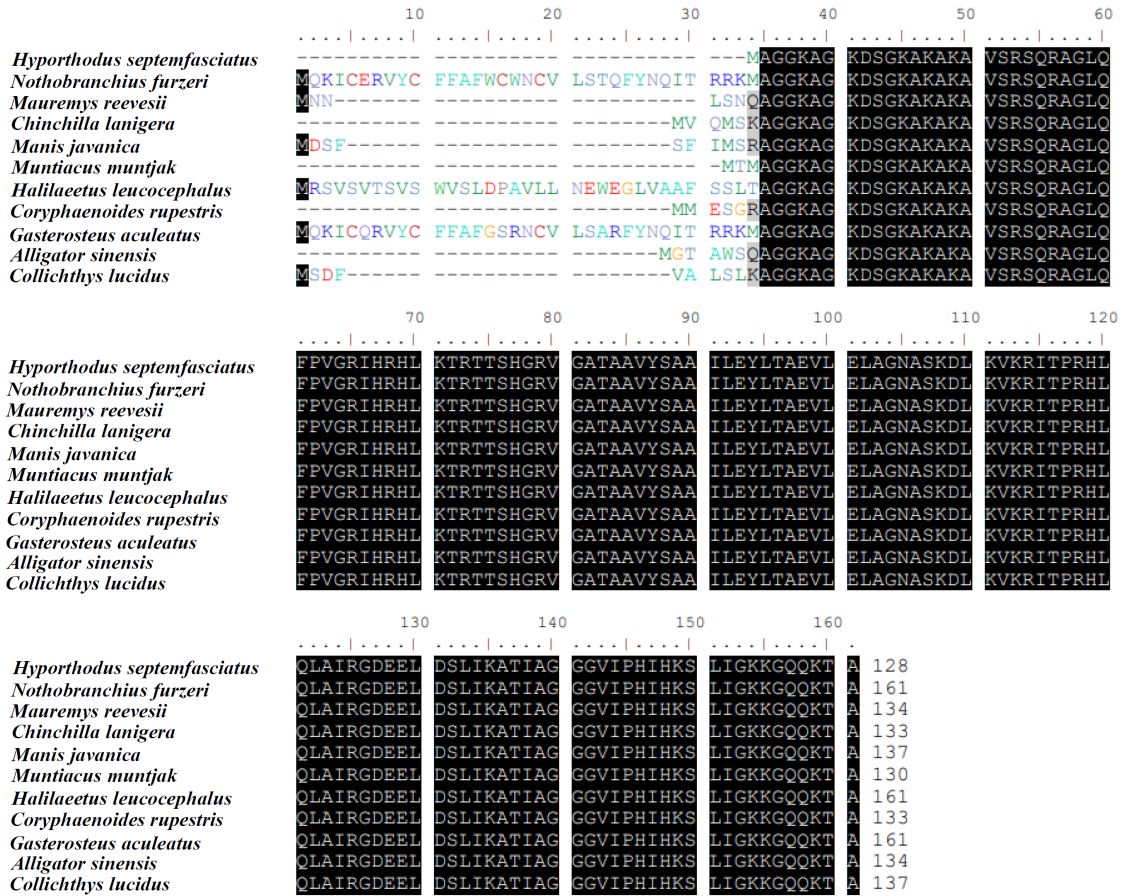 10 20 30 40 50 60
....|....| ....|....| ....|....| ....|....| ....|....| ....|....|
Hyporthodus septemfasciatus ---------- ---------- ---------- ---MAGGKAG KDSGKAKAKA VSRSQRAGLQ
Nothobranchius furzeri MQKICERVYC FFAFWCWNCV LSTQFYNQIT RRKMAGGKAG KDSGKAKAKA VSRSQRAGLQ
Mauremys reevesii MNN------- ---------- ---------- LSNQAGGKAG KDSGKAKAKA VSRSQRAGLQ
Chinchilla lanigera ---------- ---------- --------MV QMSKAGGKAG KDSGKAKAKA VSRSQRAGLQ
Manis javanica MDSF------ ---------- --------SF IMSRAGGKAG KDSGKAKAKA VSRSQRAGLQ
Muntiacus muntjak ---------- ---------- ---------- -MTMAGGKAG KDSGKAKAKA VSRSQRAGLQ
Halilaetus leucocephalus MRSVSVTSVS WVSLDPAVLL NEWEGLVAAF SSLTAGGKAG KDSGKAKAKA VSRSQRAGLQ
Coryphaenoides rupestris ---------- ---------- --------MM ESGRAGGKAG KDSGKAKAKA VSRSQRAGLQ
Gasterosteus aculeatus MQKICQRVYC FFAFGSRNCV LSARFYNQIT RRKMAGGKAG KDSGKAKAKA VSRSQRAGLQ
Alligator sinensis ---------- ---------- -------MGT AWSQAGGKAG KDSGKAKAKA VSRSQRAGLQ
Collichthys lucidus MSDF------ ---------- --------VA LSLKAGGKAG KDSGKAKAKA VSRSQRAGLQ
70 80 90 100 110 120
....|....| ....|....| ....|....| ....|....| ....|....| ....|....|
Hyporthodus septemfasciatus FPVGRIHRHL KTRTTSHGRV GATAAVYSAA ILEYLTAEVL ELAGNASKDL KVKRITPRHL
Nothobranchius furzeri FPVGRIHRHL KTRTTSHGRV GATAAVYSAA ILEYLTAEVL ELAGNASKDL KVKRITPRHL
Mauremys reevesii FPVGRIHRHL KTRTTSHGRV GATAAVYSAA ILEYLTAEVL ELAGNASKDL KVKRITPRHL
Chinchilla lanigera FPVGRIHRHL KTRTTSHGRV GATAAVYSAA ILEYLTAEVL ELAGNASKDL KVKRITPRHL
Manis javanica FPVGRIHRHL KTRTTSHGRV GATAAVYSAA ILEYLTAEVL ELAGNASKDL KVKRITPRHL
Muntiacus muntjak FPVGRIHRHL KTRTTSHGRV GATAAVYSAA ILEYLTAEVL ELAGNASKDL KVKRITPRHL
Halilaetus leucocephalus FPVGRIHRHL KTRTTSHGRV GATAAVYSAA ILEYLTAEVL ELAGNASKDL KVKRITPRHL
Coryphaenoides rupestris FPVGRIHRHL KTRTTSHGRV GATAAVYSAA ILEYLTAEVL ELAGNASKDL KVKRITPRHL
Gasterosteus aculeatus FPVGRIHRHL KTRTTSHGRV GATAAVYSAA ILEYLTAEVL ELAGNASKDL KVKRITPRHL
Alligator sinensis FPVGRIHRHL KTRTTSHGRV GATAAVYSAA ILEYLTAEVL ELAGNASKDL KVKRITPRHL
Collichthys lucidus FPVGRIHRHL KTRTTSHGRV GATAAVYSAA ILEYLTAEVL ELAGNASKDL KVKRITPRHL
130 140 150 160
....|....| ....|....| ....|....| ....|....| .
Hyporthodus septemfasciatus QLAIRGDEEL DSLIKATIAG GGVIPHIHKS LIGKKGQQKT A 128
Nothobranchius furzeri QLAIRGDEEL DSLIKATIAG GGVIPHIHKS LIGKKGQQKT A 161
Mauremys reevesii QLAIRGDEEL DSLIKATIAG GGVIPHIHKS LIGKKGQQKT A 134
Chinchilla lanigera QLAIRGDEEL DSLIKATIAG GGVIPHIHKS LIGKKGQQKT A 133
Manis javanica QLAIRGDEEL DSLIKATIAG GGVIPHIHKS LIGKKGQQKT A 137
Muntiacus muntjak QLAIRGDEEL DSLIKATIAG GGVIPHIHKS LIGKKGQQKT A 130
Halilaetus leucocephalus QLAIRGDEEL DSLIKATIAG GGVIPHIHKS LIGKKGQQKT A 161
Coryphaenoides rupestris QLAIRGDEEL DSLIKATIAG GGVIPHIHKS LIGKKGQQKT A 133
Gasterosteus aculeatus QLAIRGDEEL DSLIKATIAG GGVIPHIHKS LIGKKGQQKT A 161
Alligator sinensis QLAIRGDEEL DSLIKATIAG GGVIPHIHKS LIGKKGQQKT A 134
Collichthys lucidus QLAIRGDEEL DSLIKATIAG GGVIPHIHKS LIGKKGQQKT A 137